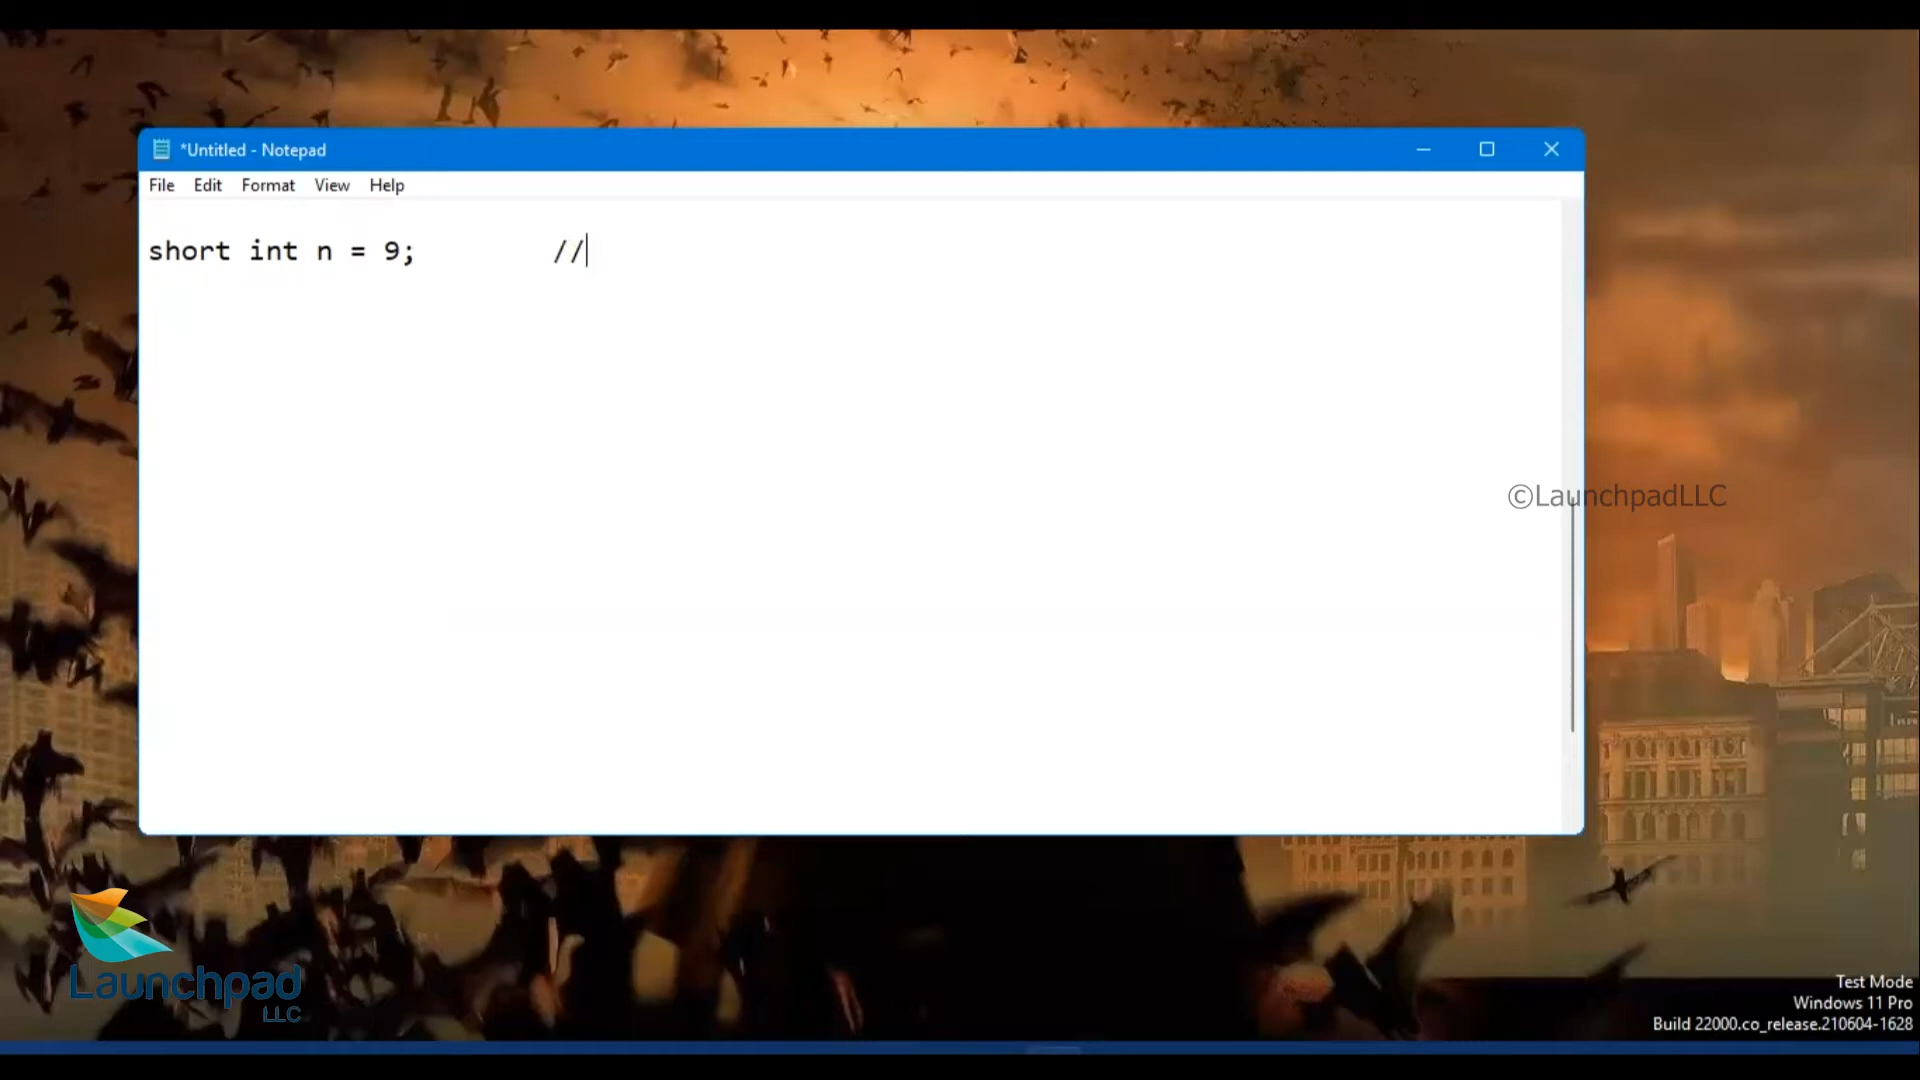 *Untitled - Notepad
File Edit Format View Help
short int n = 9; //
©LaunchpadLLC
Launchpad
LLC
Test Mode
Windows 11 Pro
Build 22000.co_release.210604-1628